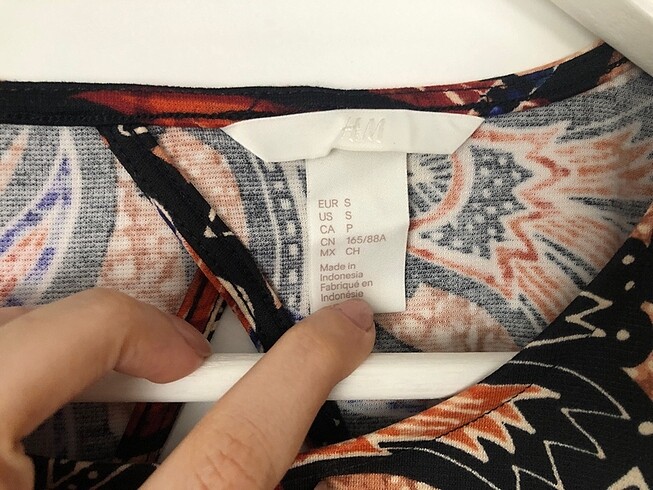 H&M
EUR S
US S
CA P
CN 165/88A
MX CH
Made in
Indonesia
Fabriqué en
Indonésie